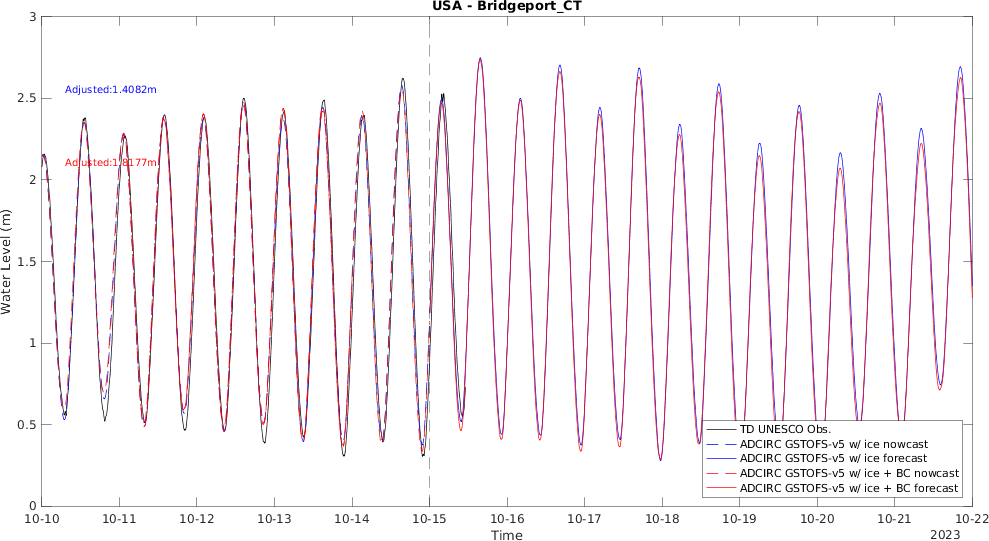 USA - Bridgeport_CT
3
2.5
2
1.5
1
0.5
0
Water Level (m)
Adjusted:1.4082m
Adjusted:1.8177m
TD UNESCO Obs.
ADCIRC GSTOFS-v5 w/ ice nowcast
ADCIRC GSTOFS-v5 w/ ice forecast
ADCIRC GSTOFS-v5 w/ ice + BC nowcast
ADCIRC GSTOFS-v5 w/ ice + BC forecast
10-10 10-11 10-12 10-13 10-14 10-15 10-16 10-17 10-18 10-19 10-20 10-21 10-22
Time
2023